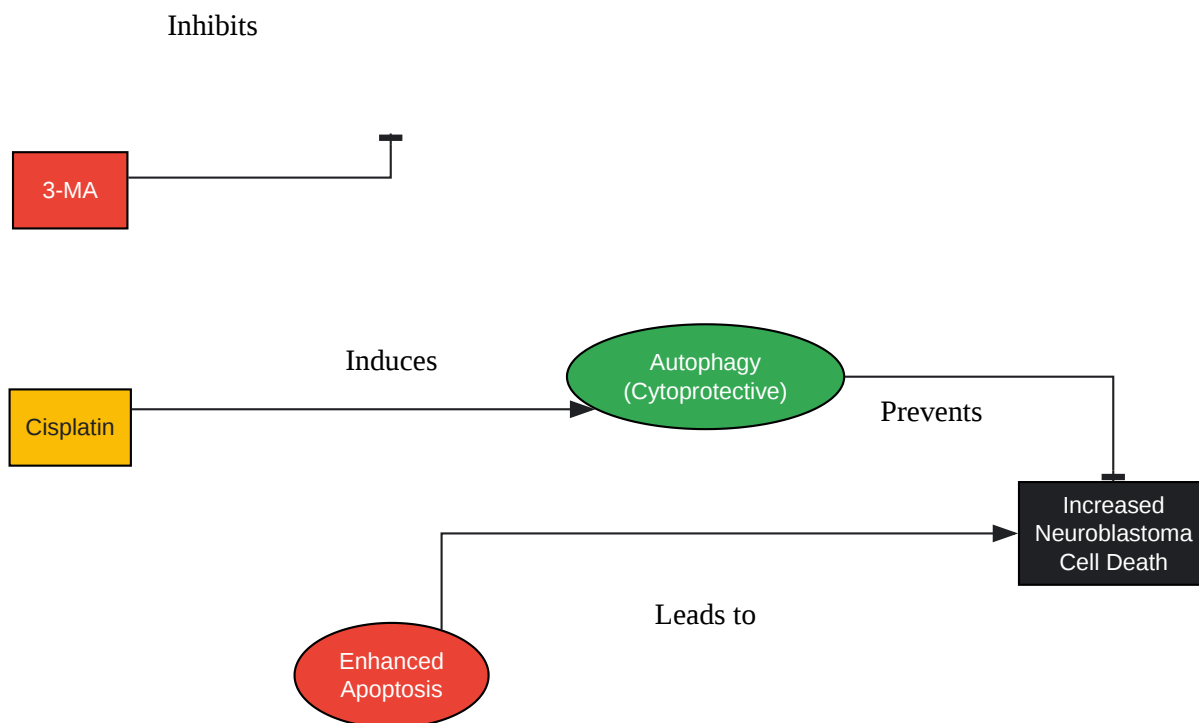 Inhibits
3-MA
Induces
Autophagy
(Cytoprotective)
Prevents
Cisplatin
Increased
Neuroblastoma
Cell Death
Leads to
Enhanced
Apoptosis